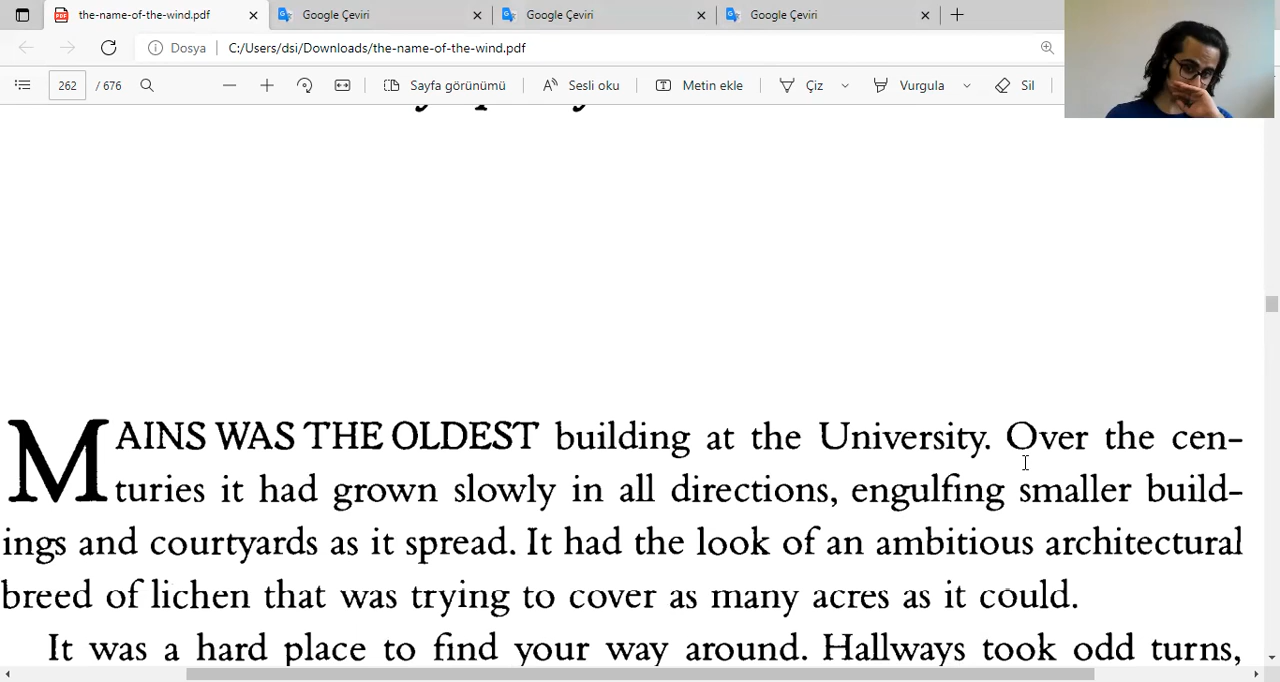 the-name-of-the-wind.pdf Google Çeviri Google Çeviri Google Çeviri
Dosya C:/Users/dsi/Downloads/the-name-of-the-wind.pdf
262 / 676 Sayfa görünümü Sesli oku Metin ekle Çiz Vurgula Sil
MAINS WAS THE OLDEST building at the University. Over the cen-
turies it had grown slowly in all directions, engulfing smaller build-
ings and courtyards as it spread. It had the look of an ambitious architectural
breed of lichen that was trying to cover as many acres as it could.
It was a hard place to find your way around. Hallways took odd turns,